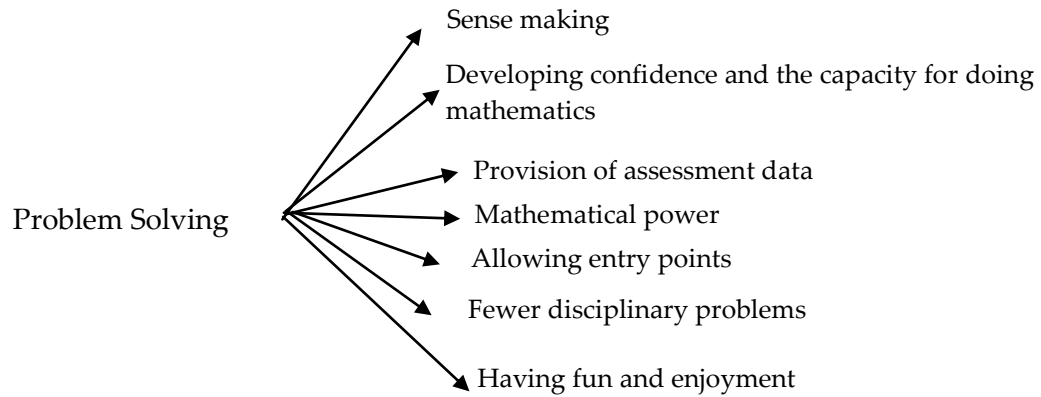 Sense making
Developing confidence and the capacity for doing
mathematics
Provision of assessment data
Problem Solving
Mathematical power
Allowing entry points
Fewer disciplinary problems
Having fun and enjoyment